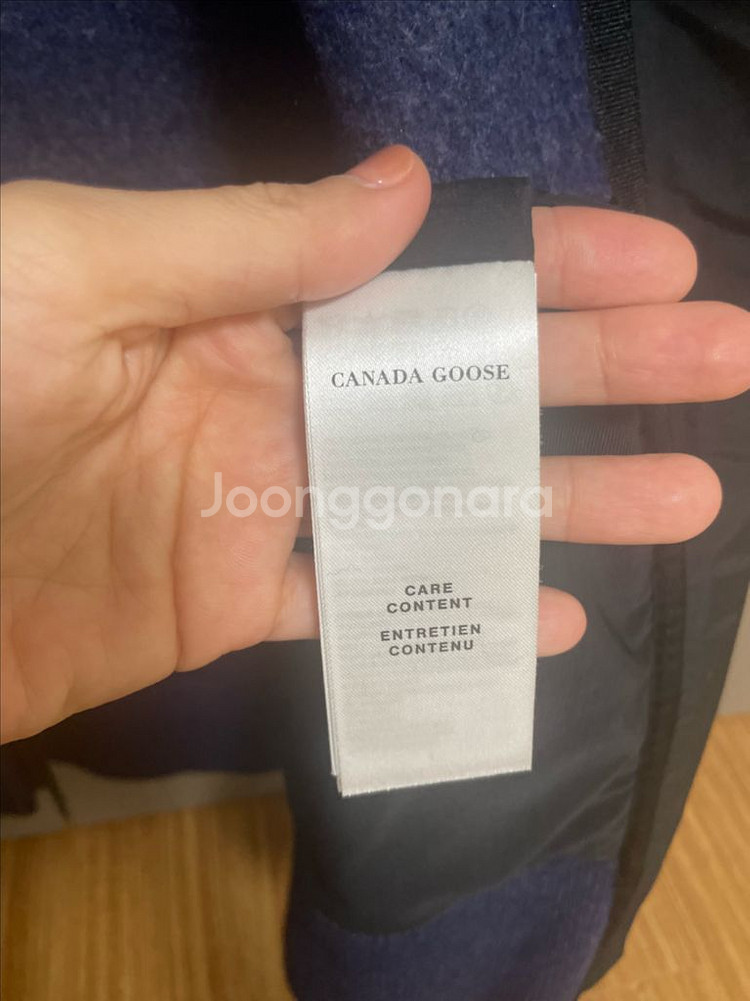 CANADA GOOSE
Joonggonara
CARE
CONTENT
ENTRETIEN
CONTENU